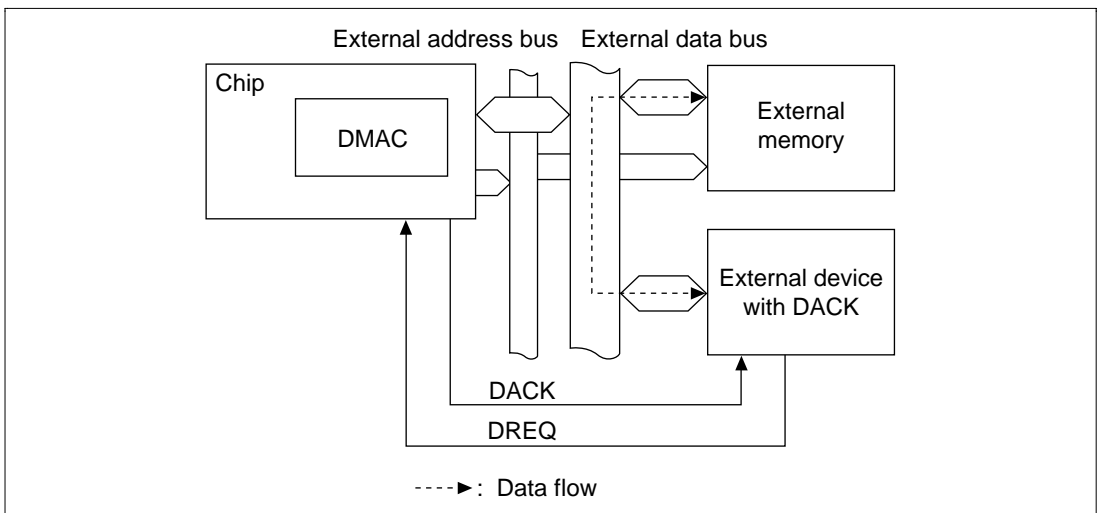 External address bus
External data bus
Chip
DMAC
External
memory
External device
with DACK
DACK
DREQ
: Data flow